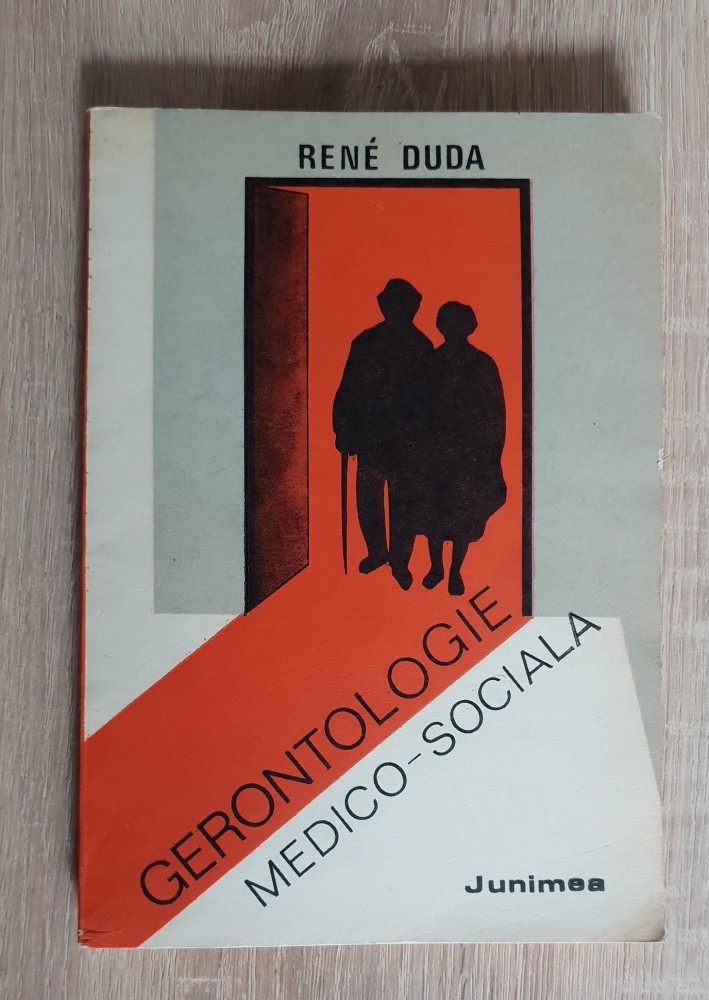 RENÉ DUDA
GERONTOLOGIE
MEDICO-SOCIALA
Junimea